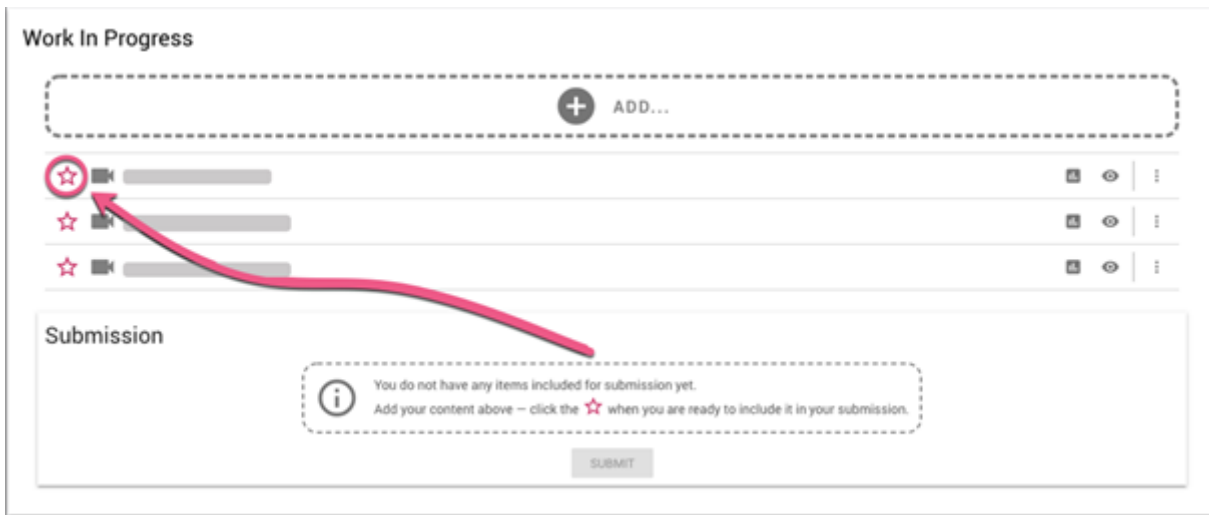 Work In Progress
ADD...
Submission
You do not have any items included for submission yet.
Add your content above — click the ☆ when you are ready to include it in your submission.
SUBMIT